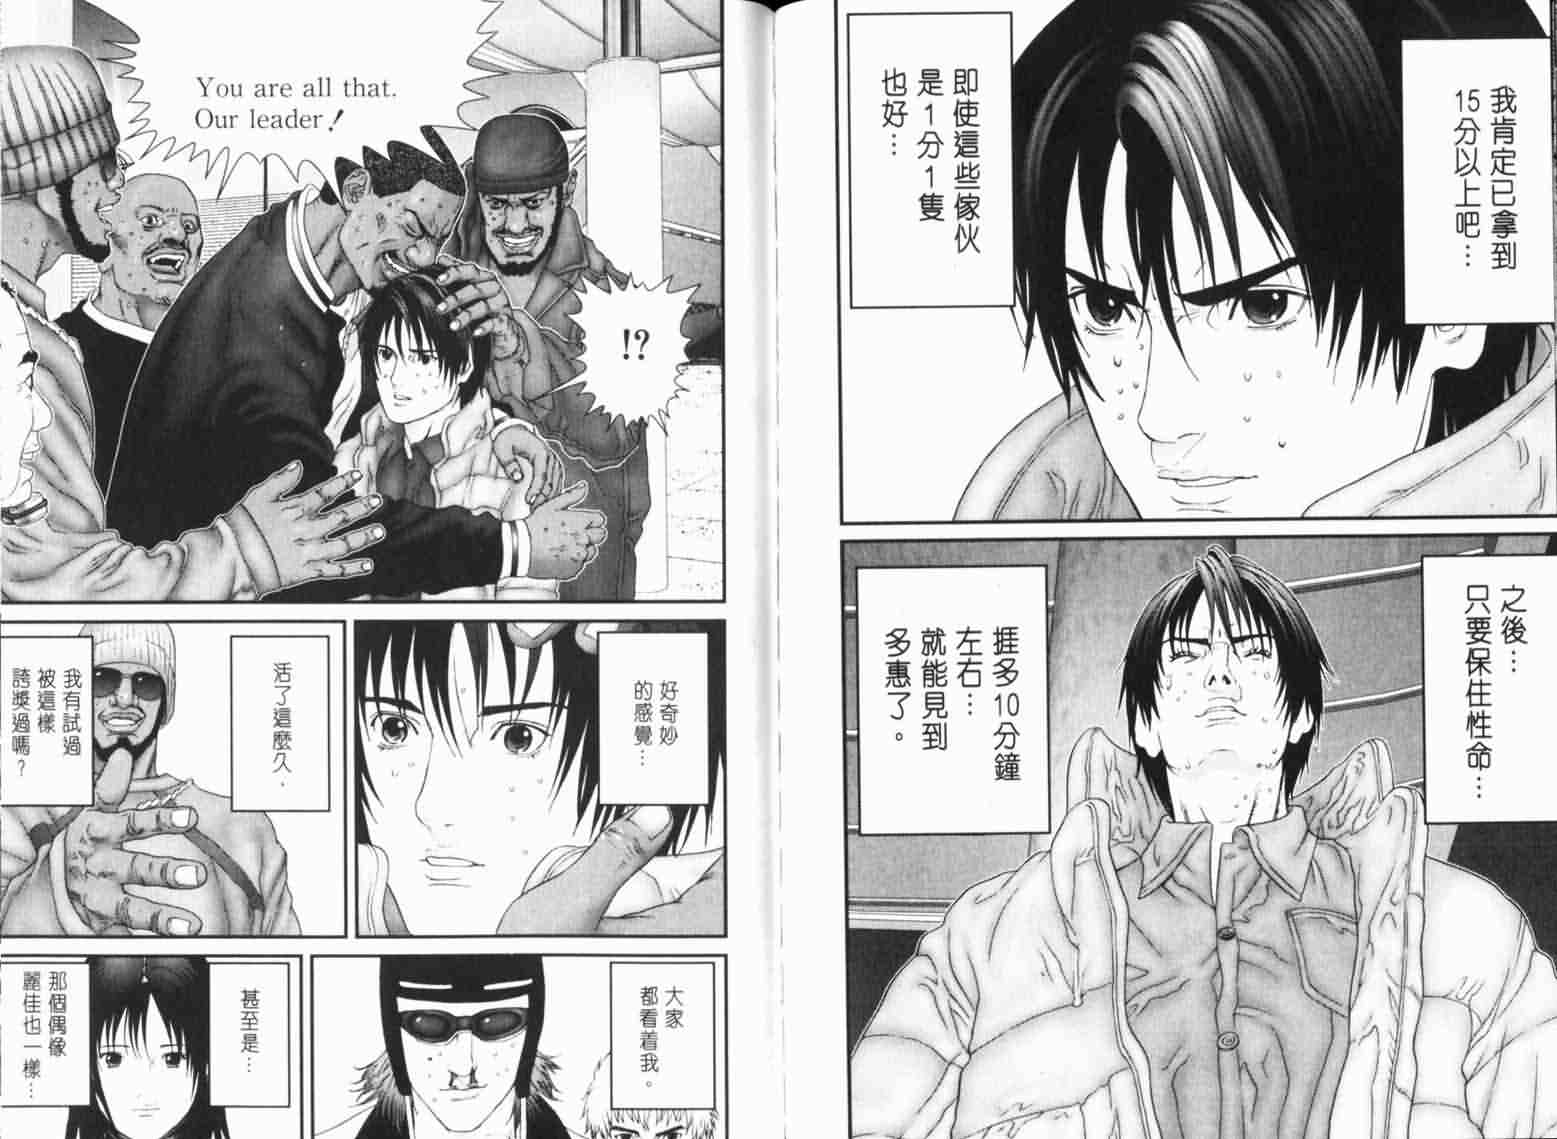 我肯定已拿到
15分以上吧…
即使這些傢伙
是1分1隻
也好…
之後…
只要保住性命…
捱多10分鐘
左右…
就能見到
多惠了。
You are all that.
Our leader!
!?
好奇妙
的感覺…
活了這麼久，
我有試過
被這樣
誇獎過嗎？
大家
都看着我。
甚至是…
那個偶像
麗佳也一樣…